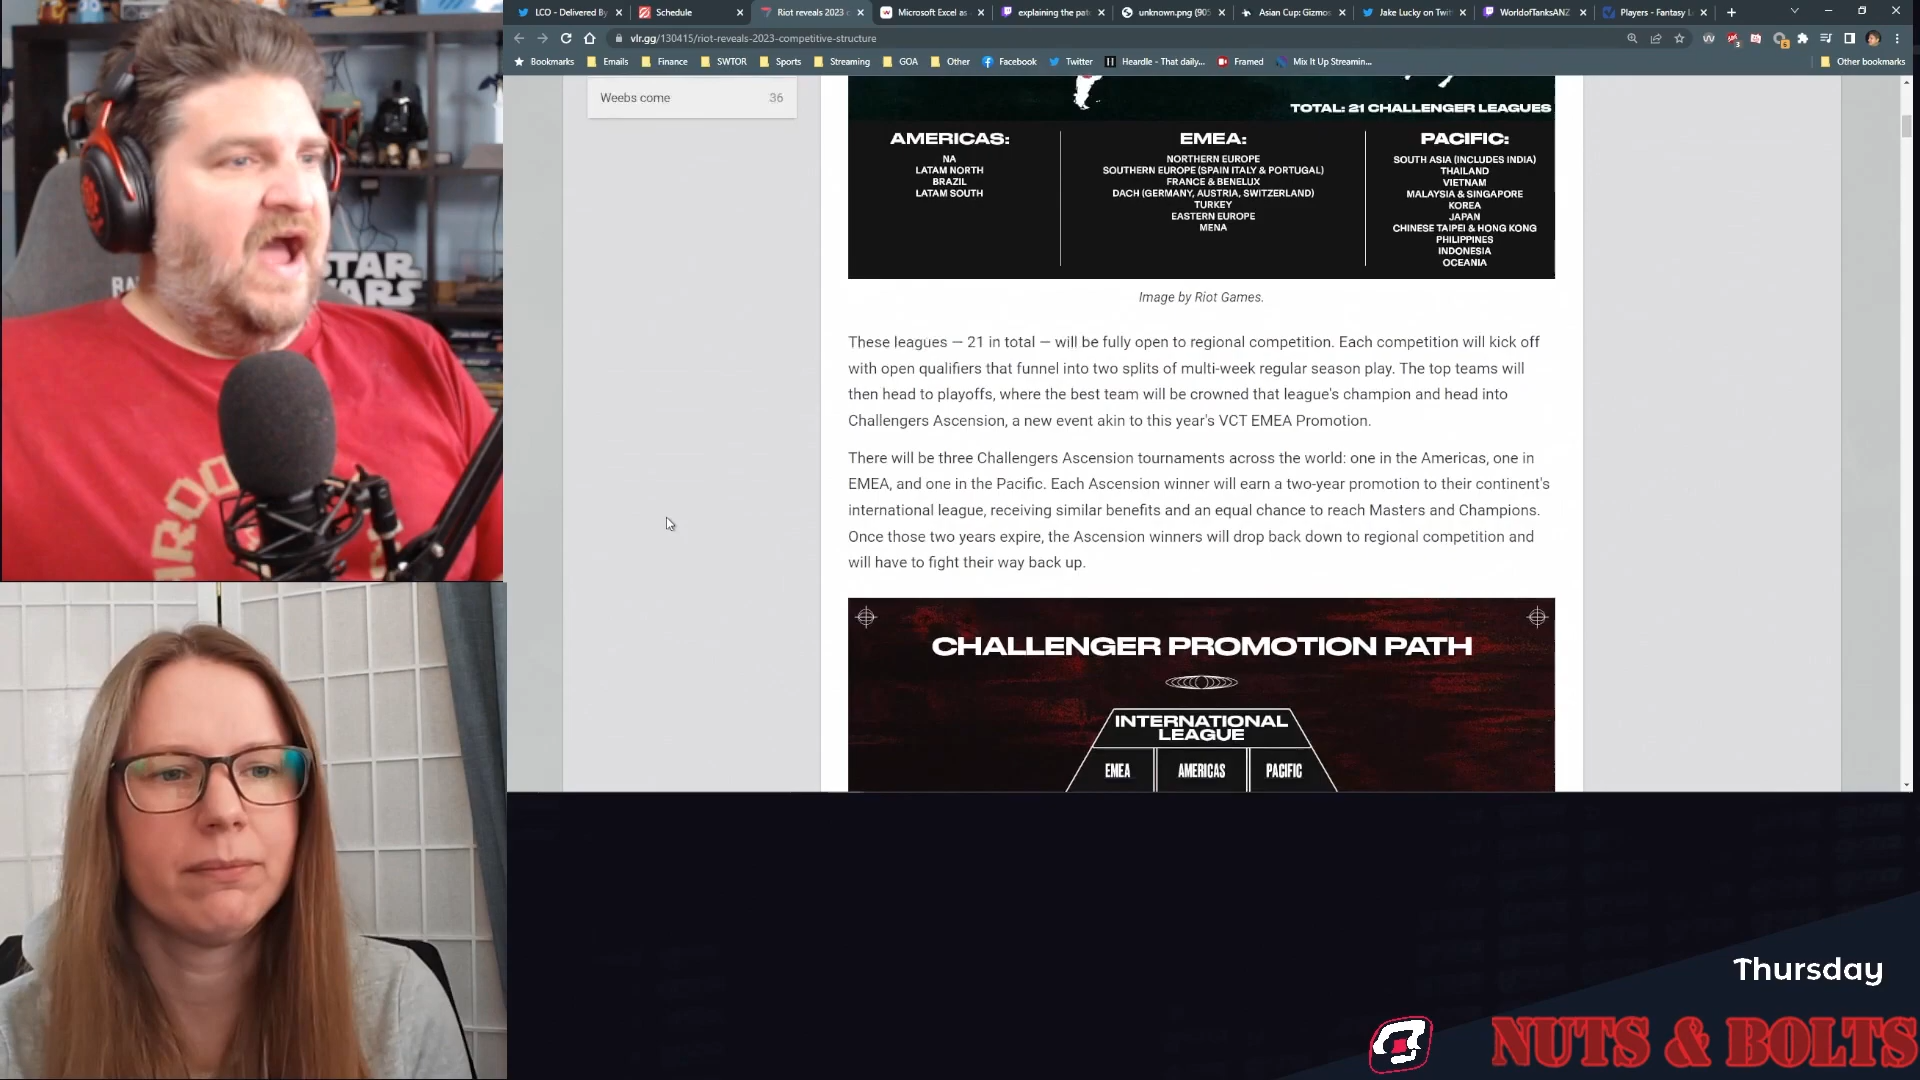 LCO - Delivered By
Schedule
Riot reveals 2023 c
Microsoft Excel as
explaining the pat
unknown.png (905
Asian Cup: Gizmos
Jake Lucky on Twit
WorldofTanksANZ
Players - Fantasy L
vlr.gg/130415/riot-reveals-2023-competitive-structure
Bookmarks
Emails
Finance
SWTOR
Sports
Streaming
GOA
Other
Facebook
Twitter
Heardle - That daily...
Framed
Mix It Up Streamin...
Other bookmarks
Weebs come 36
TOTAL: 21 CHALLENGER LEAGUES
AMERICAS:
NA
LATAM NORTH
BRAZIL
LATAM SOUTH
EMEA:
NORTHERN EUROPE
SOUTHERN EUROPE (SPAIN ITALY & PORTUGAL)
FRANCE & BENELUX
DACH (GERMANY, AUSTRIA, SWITZERLAND)
TURKEY
EASTERN EUROPE
MENA
PACIFIC:
SOUTH ASIA (INCLUDES INDIA)
THAILAND
VIETNAM
MALAYSIA & SINGAPORE
KOREA
JAPAN
CHINESE TAIPEI & HONG KONG
PHILIPPINES
INDONESIA
OCEANIA
Image by Riot Games.
These leagues — 21 in total — will be fully open to regional competition. Each competition will kick off
with open qualifiers that funnel into two splits of multi-week regular season play. The top teams will
then head to playoffs, where the best team will be crowned that league's champion and head into
Challengers Ascension, a new event akin to this year's VCT EMEA Promotion.
There will be three Challengers Ascension tournaments across the world: one in the Americas, one in
EMEA, and one in the Pacific. Each Ascension winner will earn a two-year promotion to their continent's
international league, receiving similar benefits and an equal chance to reach Masters and Champions.
Once those two years expire, the Ascension winners will drop back down to regional competition and
will have to fight their way back up.
CHALLENGER PROMOTION PATH
INTERNATIONAL
LEAGUE
EMEA
AMERICAS
PACIFIC
STAR
WARS
Thursday
NUTS & BOLTS